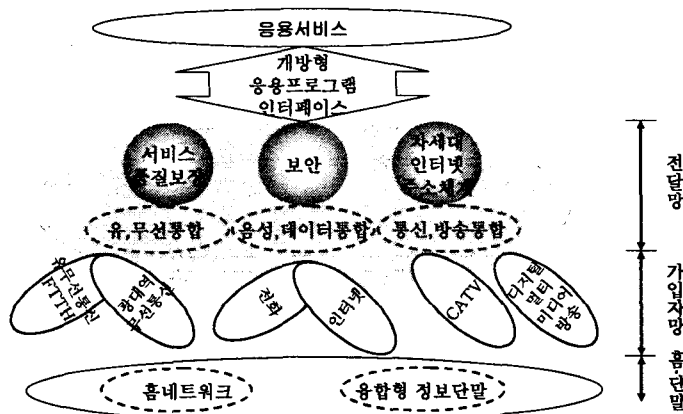 응용서비스
개방형
응용프로그램
인터페이스
서비스
품질보장
보안
차세대
인터넷
주소체계
유,무선통합
음성,데이터통합
통신,방송통합
유무선통신
FTTH
광대역
무선통신
전화
인터넷
CATV
디지털
멀티
미디어
방송
홈네트워크
융합형 정보단말
전달망
가입자망
홈·단말